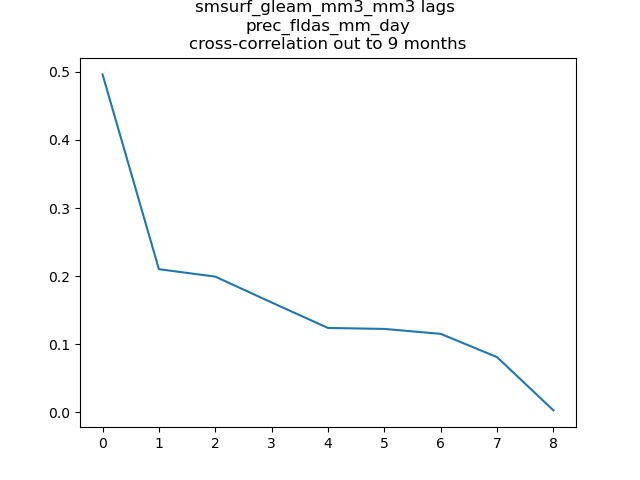 smsurf_gleam_mm3_mm3 lags
prec_fldas_mm_day
cross-correlation out to 9 months
0.5
0.4
0.3
0.2
0.1
0.0
0 1 2 3 4 5 6 7 8